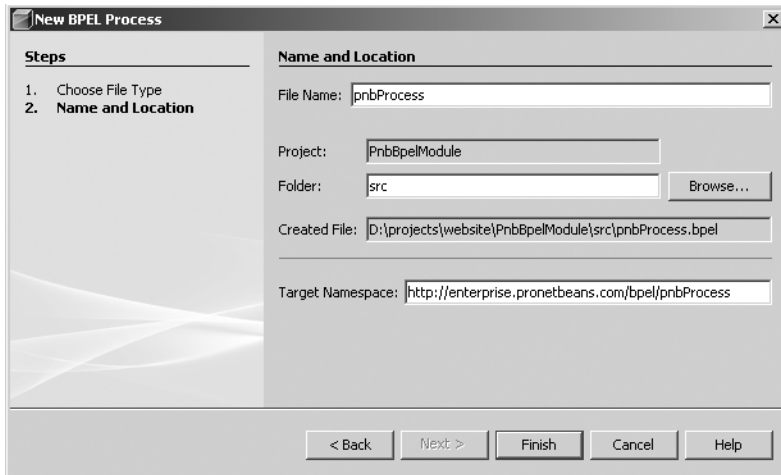 New BPEL Process
Steps
1. Choose File Type
2. Name and Location
Name and Location
File Name: pnbProcess
Project: PnbBpelModule
Folder: src Browse...
Created File: D:\projects\website\PnbBpelModule\src\pnbProcess.bpel
Target Namespace: http://enterprise.pronetbeans.com/bpel/pnbProcess
< Back Next > Finish Cancel Help